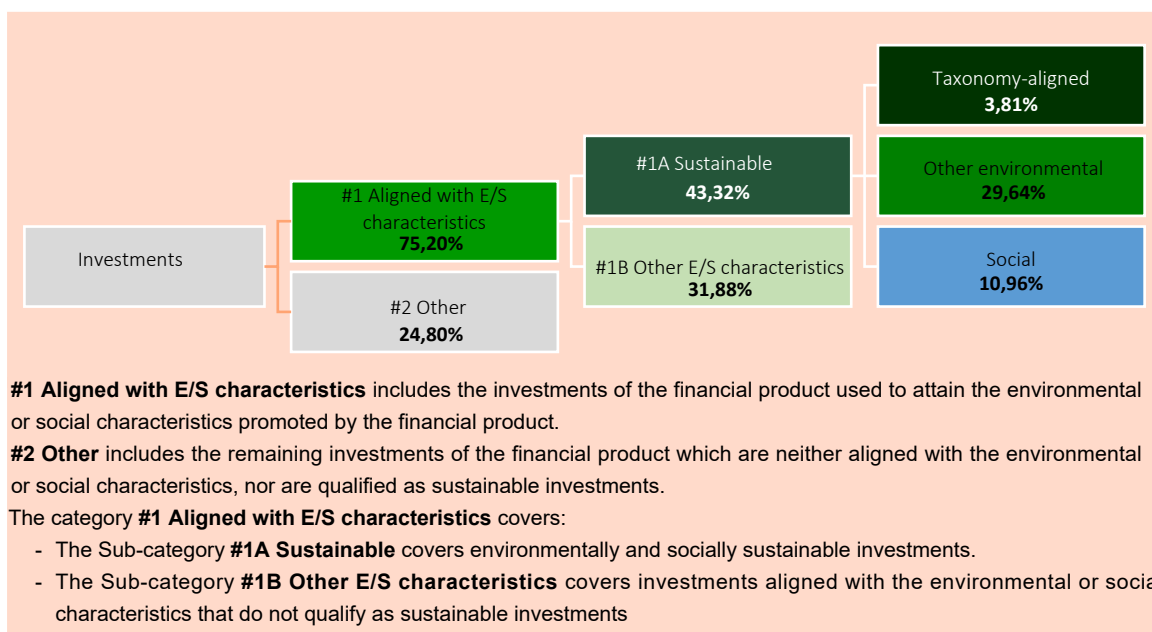 Taxonomy-aligned
3,81%
#1A Sustainable
43,32%
Other environmental
29,64%
#1 Aligned with E/S
characteristics
75,20%
Investments
#1B Other E/S characteristics
31,88%
Social
10,96%
#2 Other
24,80%
#1 Aligned with E/S characteristics includes the investments of the financial product used to attain the environmental
or social characteristics promoted by the financial product.
#2 Other includes the remaining investments of the financial product which are neither aligned with the environmental
or social characteristics, nor are qualified as sustainable investments.
The category #1 Aligned with E/S characteristics covers:
- The Sub-category #1A Sustainable covers environmentally and socially sustainable investments.
- The Sub-category #1B Other E/S characteristics covers investments aligned with the environmental or socia
characteristics that do not qualify as sustainable investments